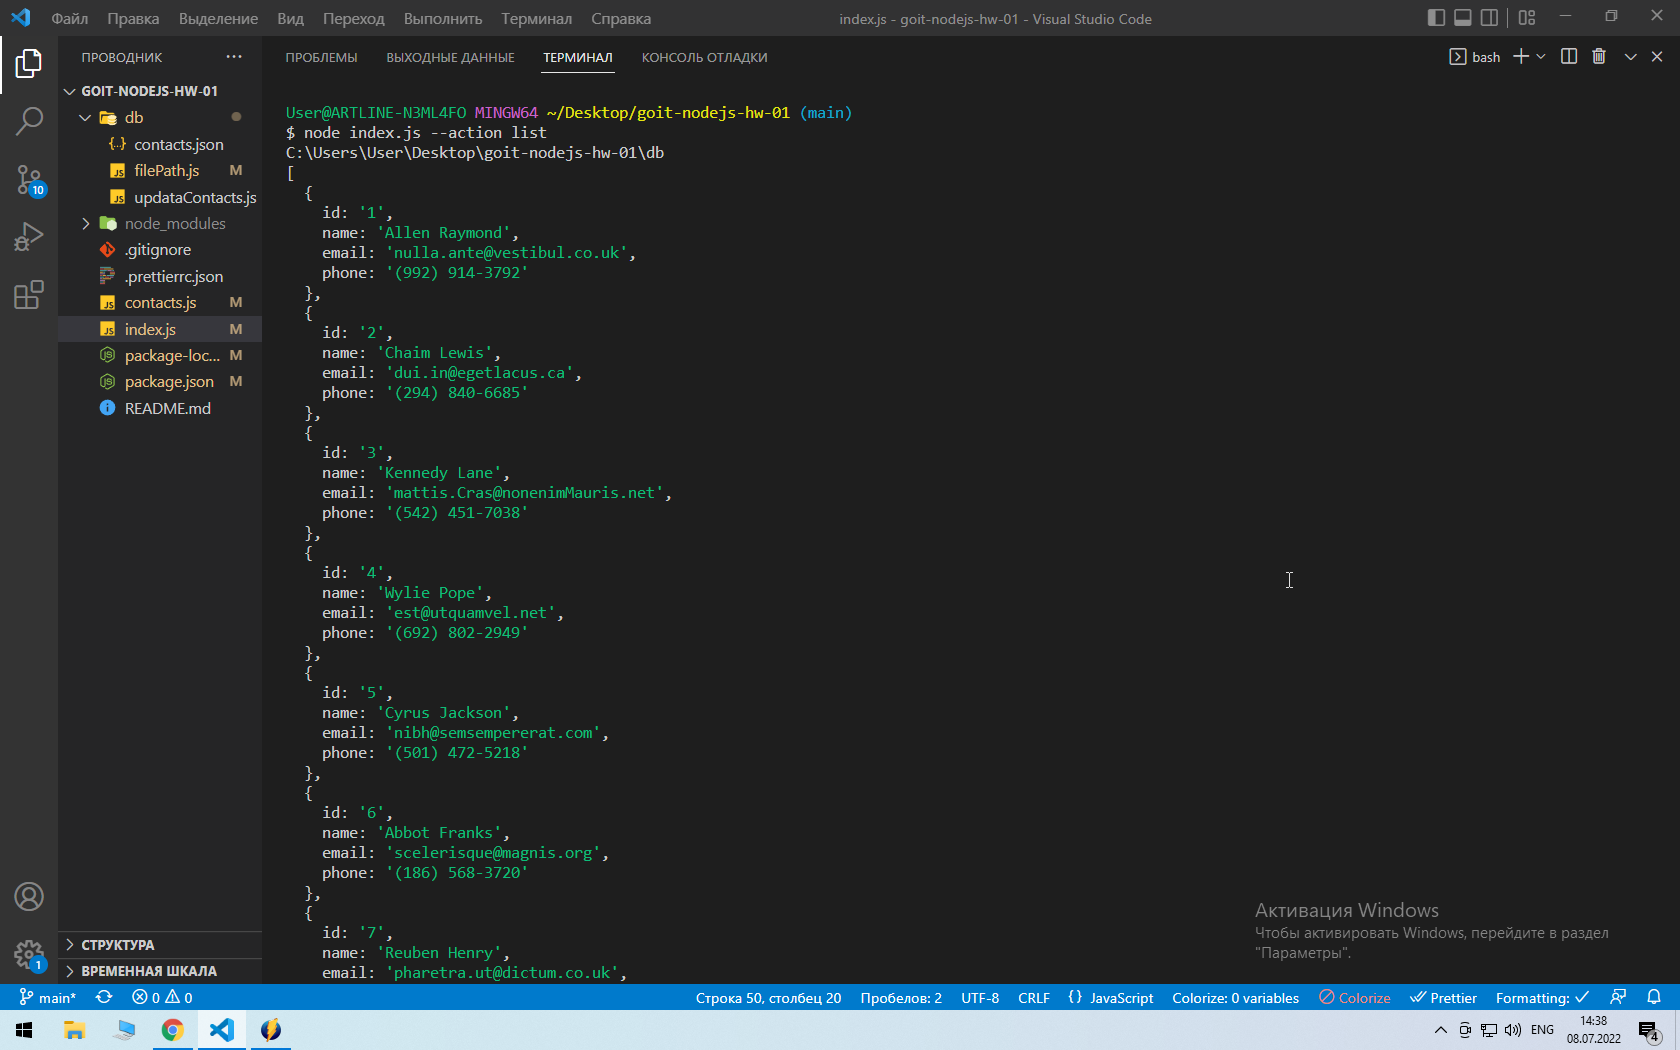 Файл Правка Выделение Вид Переход Выполнить Терминал Справка
index.js - goit-nodejs-hw-01 - Visual Studio Code
ПРОВОДНИК
GOIT-NODEJS-HW-01
db
contacts.json
filePath.js M
updataContacts.js
node_modules
.gitignore
.prettierrc.json
contacts.js M
index.js M
package-loc... M
package.json M
README.md
СТРУКТУРА
ВРЕМЕННАЯ ШКАЛА
10
1
ПРОБЛЕМЫ ВЫХОДНЫЕ ДАННЫЕ ТЕРМИНАЛ КОНСОЛЬ ОТЛАДКИ
bash
User@ARTLINE-N3ML4FO MINGW64 ~/Desktop/goit-nodejs-hw-01 (main)
$ node index.js --action list
C:\Users\User\Desktop\goit-nodejs-hw-01\db
[
{
id: '1',
name: 'Allen Raymond',
email: 'nulla.ante@vestibul.co.uk',
phone: '(992) 914-3792'
},
{
id: '2',
name: 'Chaim Lewis',
email: 'dui.in@egetlacus.ca',
phone: '(294) 840-6685'
},
{
id: '3',
name: 'Kennedy Lane',
email: 'mattis.Cras@nonenimMauris.net',
phone: '(542) 451-7038'
},
{
id: '4',
name: 'Wylie Pope',
email: 'est@utquamvel.net',
phone: '(692) 802-2949'
},
{
id: '5',
name: 'Cyrus Jackson',
email: 'nibh@semsempererat.com',
phone: '(501) 472-5218'
},
{
id: '6',
name: 'Abbot Franks',
email: 'scelerisque@magnis.org',
phone: '(186) 568-3720'
},
{
id: '7',
name: 'Reuben Henry',
email: 'pharetra.ut@dictum.co.uk',
Активация Windows
Чтобы активировать Windows, перейдите в раздел
"Параметры".
main* 0 0
Строка 50, столбец 20 Пробелов: 2 UTF-8 CRLF {} JavaScript Colorize: 0 variables Colorize Prettier Formatting:
ENG
14:38
08.07.2022
4